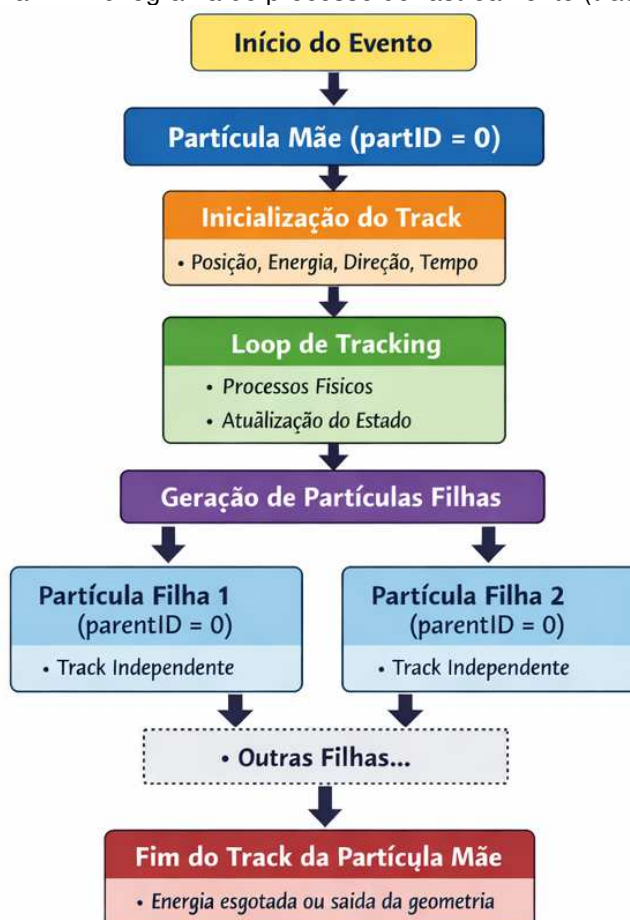 Início do Evento
Partícula Mãe (partID = 0)
Inicialização do Track
• Posição, Energia, Direção, Tempo
Loop de Tracking
• Processos Fisicos
• Atuãlização do Estado
Geração de Partículas Filhas
Partícula Filha 1
(parentID = 0)
• Track Independente
Partícula Filha 2
(parentID = 0)
• Track Independente
• Outras Filhas...
Fim do Track da Partíçula Mãe
• Energia esgotada ou saida da geometria